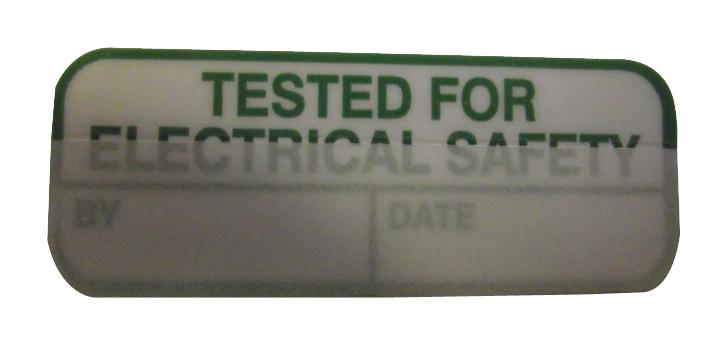 TESTED FOR
ELECTRICAL SAFETY
BY DATE